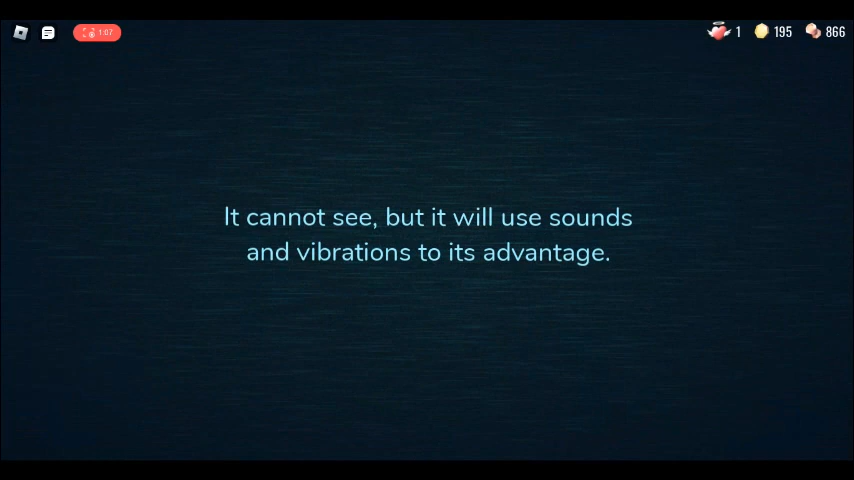 1:07
1
195
866
It cannot see, but it will use sounds
and vibrations to its advantage.